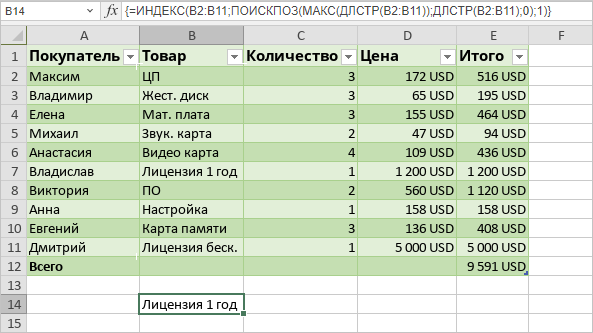 B14 fx {=ИНДЕКС(B2:B11;ПОИСКПОЗ(МАКС(ДЛСТР(B2:B11));ДЛСТР(B2:B11);0);1)}
A B C D E F
1 Покупатель Товар Количество Цена Итого
2 Максим ЦП 3 172 USD 516 USD
3 Владимир Жест. диск 3 65 USD 195 USD
4 Елена Мат. плата 3 155 USD 464 USD
5 Михаил Звук. карта 2 47 USD 94 USD
6 Анастасия Видео карта 4 109 USD 436 USD
7 Владислав Лицензия 1 год 1 1 200 USD 1 200 USD
8 Виктория ПО 2 560 USD 1 120 USD
9 Анна Настройка 1 158 USD 158 USD
10 Евгений Карта памяти 3 136 USD 408 USD
11 Дмитрий Лицензия беск. 1 5 000 USD 5 000 USD
12 Всего 9 591 USD
13
14 Лицензия 1 год
15